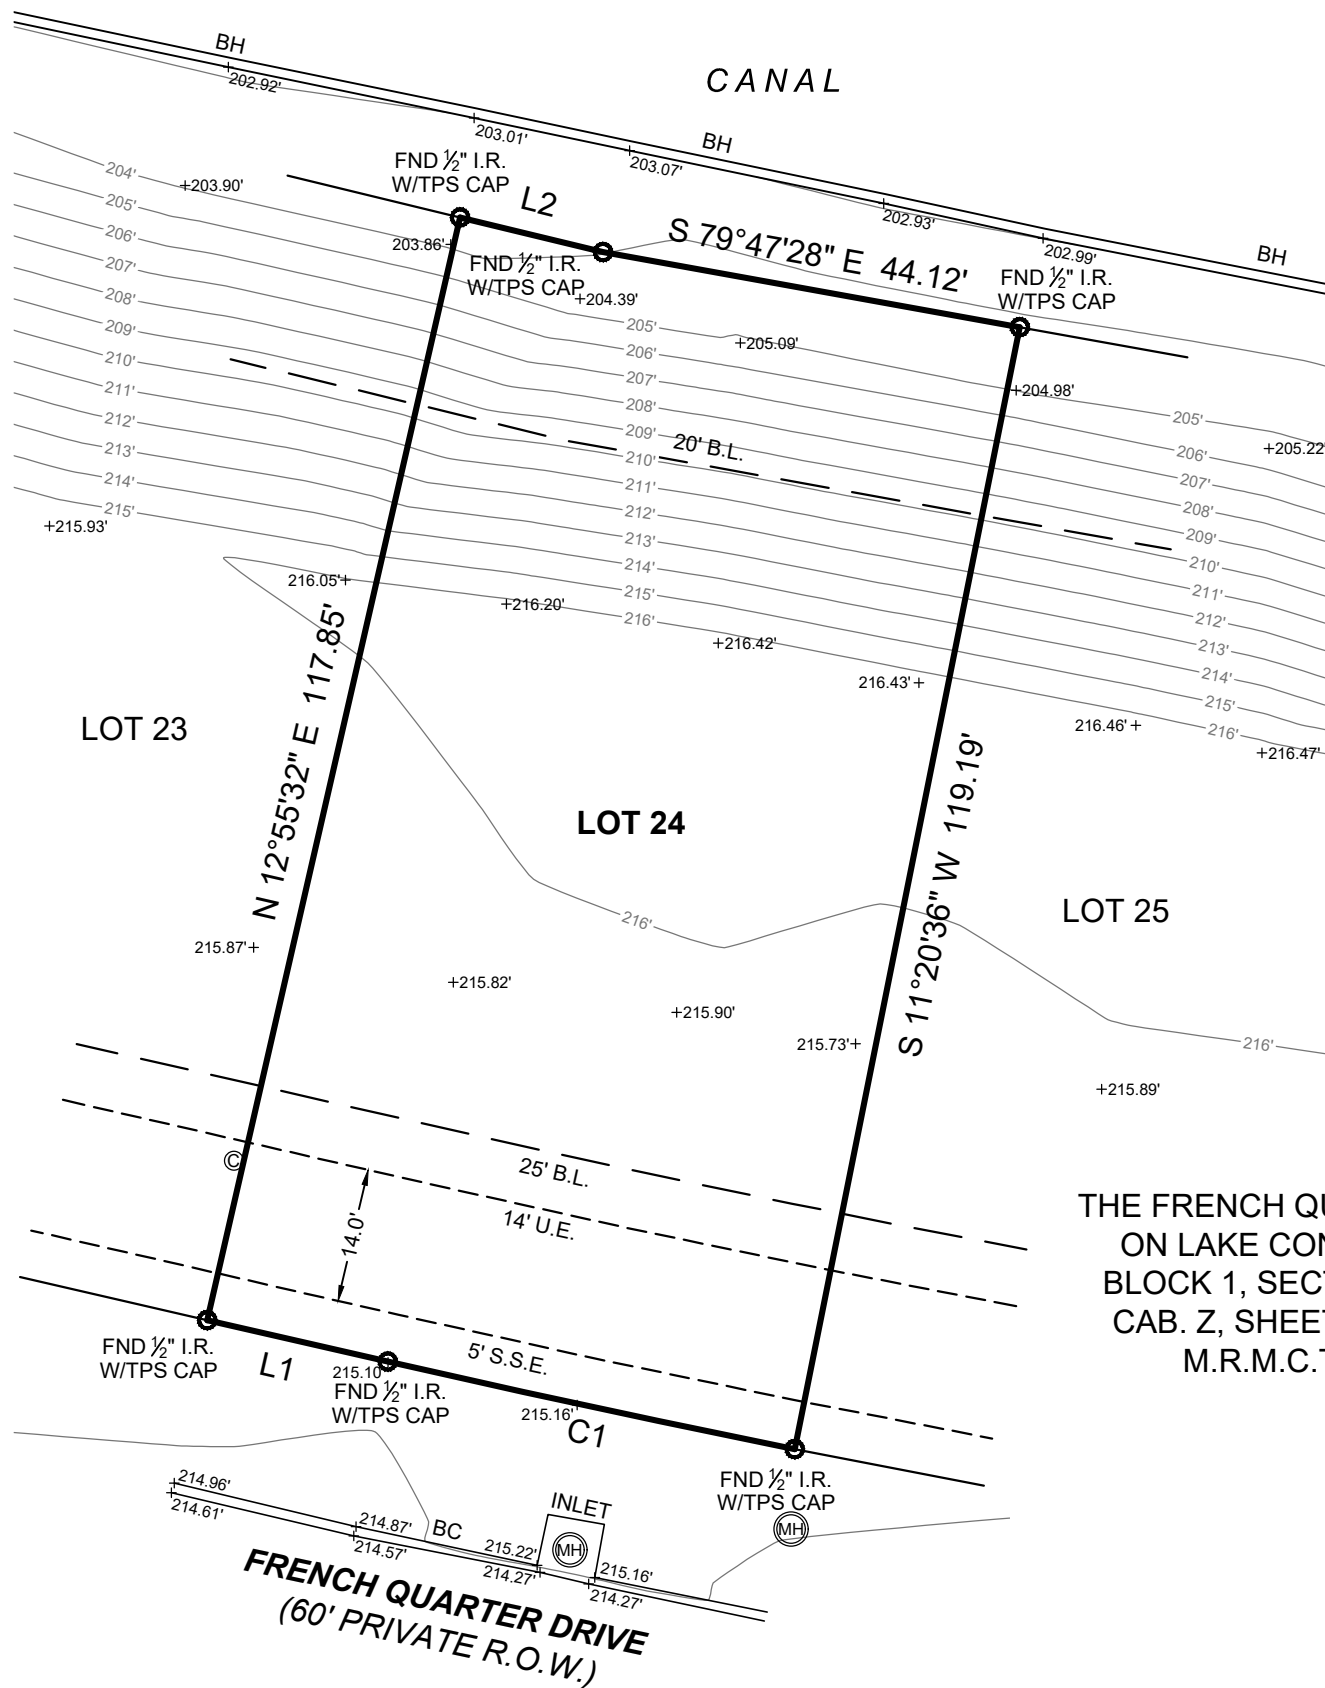 BH
202.92'
CANAL
203.01'
BH
203.07'
FND ½" I.R.
W/TPS CAP
204'
+203.90'
L2
205'
202.93'
S 79°47'28" E 44.12'
202.99'
BH
206'
203.86'+
FND ½" I.R.
W/TPS CAP
FND ½" I.R.
W/TPS CAP
207'
208'
+204.39'
209'
205'
+205.09'
210'
206'
211'
207'
+204.98'
212'
208'
205'
213'
209'
20' B.L.
206'
+205.22'
214'
210'
207'
215'
211'
208'
+215.93'
212'
209'
213'
210'
214'
211'
216.05'+
215'
212'
+216.20'
216'
213'
+216.42'
214'
216.43'+
215'
216'
216.46'+
+216.47'
N 12°55'32" E 117.85'
LOT 23
LOT 24
S 11°20'36" W 119.19'
LOT 25
216'
215.87'+
+215.82'
+215.90'
215.73'+
216'
+215.89'
25' B.L.
©
14' U.E.
14.0'
THE FRENCH QU
ON LAKE CON
BLOCK 1, SECT
CAB. Z, SHEET
M.R.M.C.T
FND ½" I.R.
W/TPS CAP
L1
5' S.S.E.
215.10'
FND ½" I.R.
W/TPS CAP
215.16'
C1
FND ½" I.R.
W/TPS CAP
214.96'
214.61'
INLET
MH
MH
214.87'
BC
214.57'
215.22'
214.27'
215.16'
214.27'
FRENCH QUARTER DRIVE
(60' PRIVATE R.O.W.)